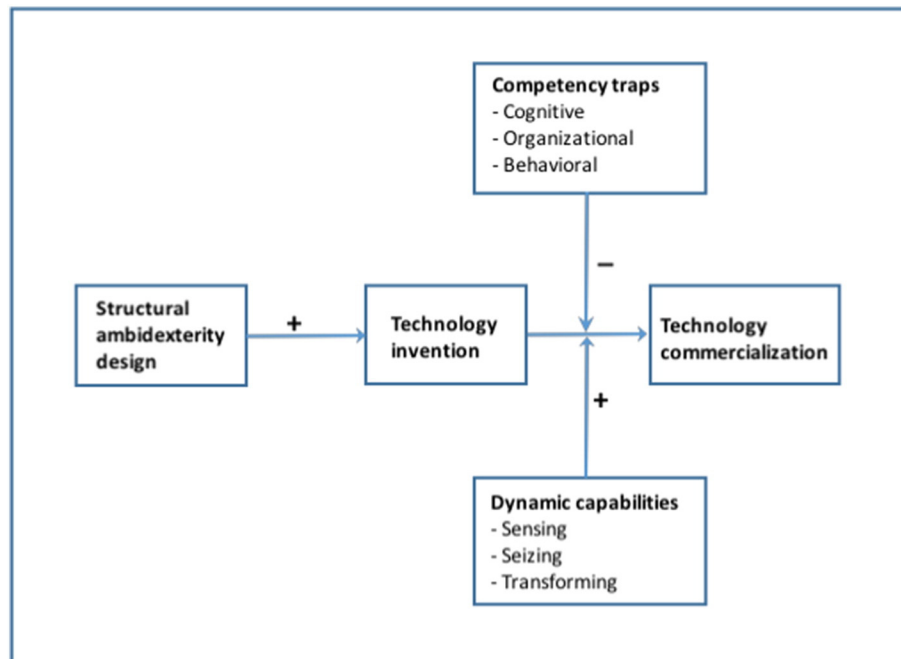 Competency traps
- Cognitive
- Organizational
- Behavioral
–
Structural
ambidexterity
design
+
Technology
invention
Technology
commercialization
+
Dynamic capabilities
- Sensing
- Seizing
- Transforming